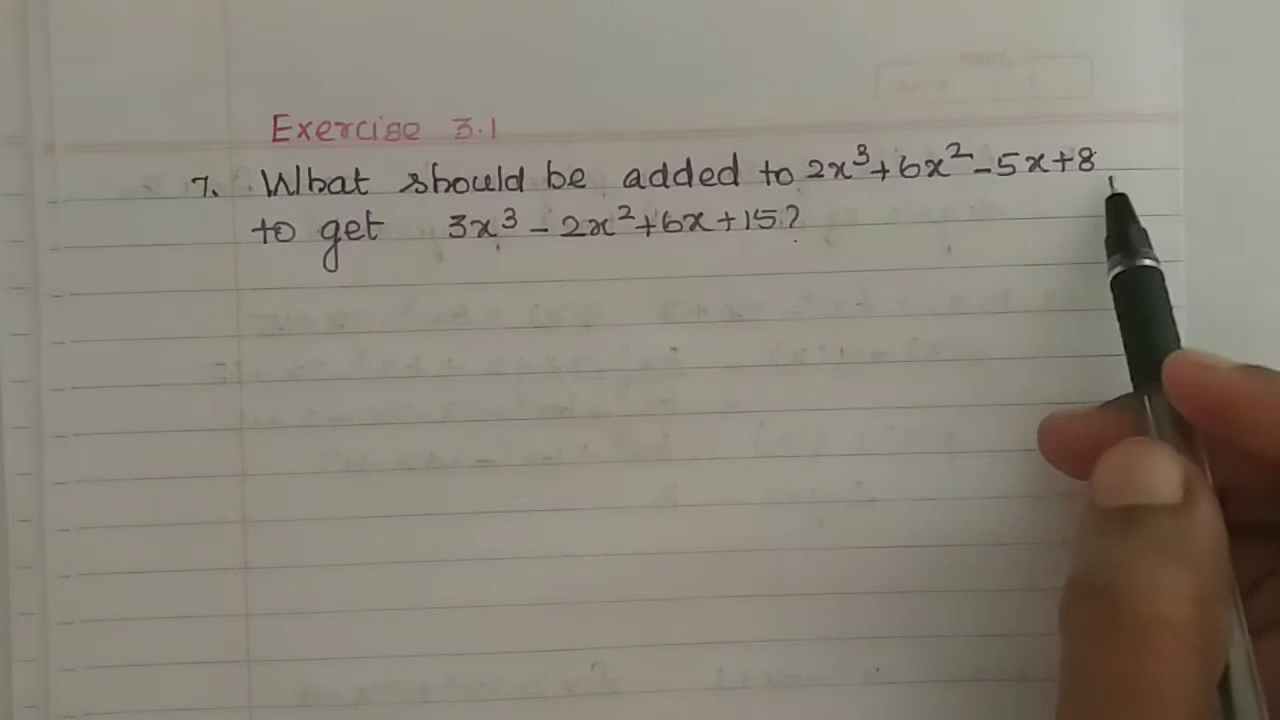 Exercise 3.1
7. What should be added to 2x³+6x²-5x+8
to get 3x³-2x²+6x+15?